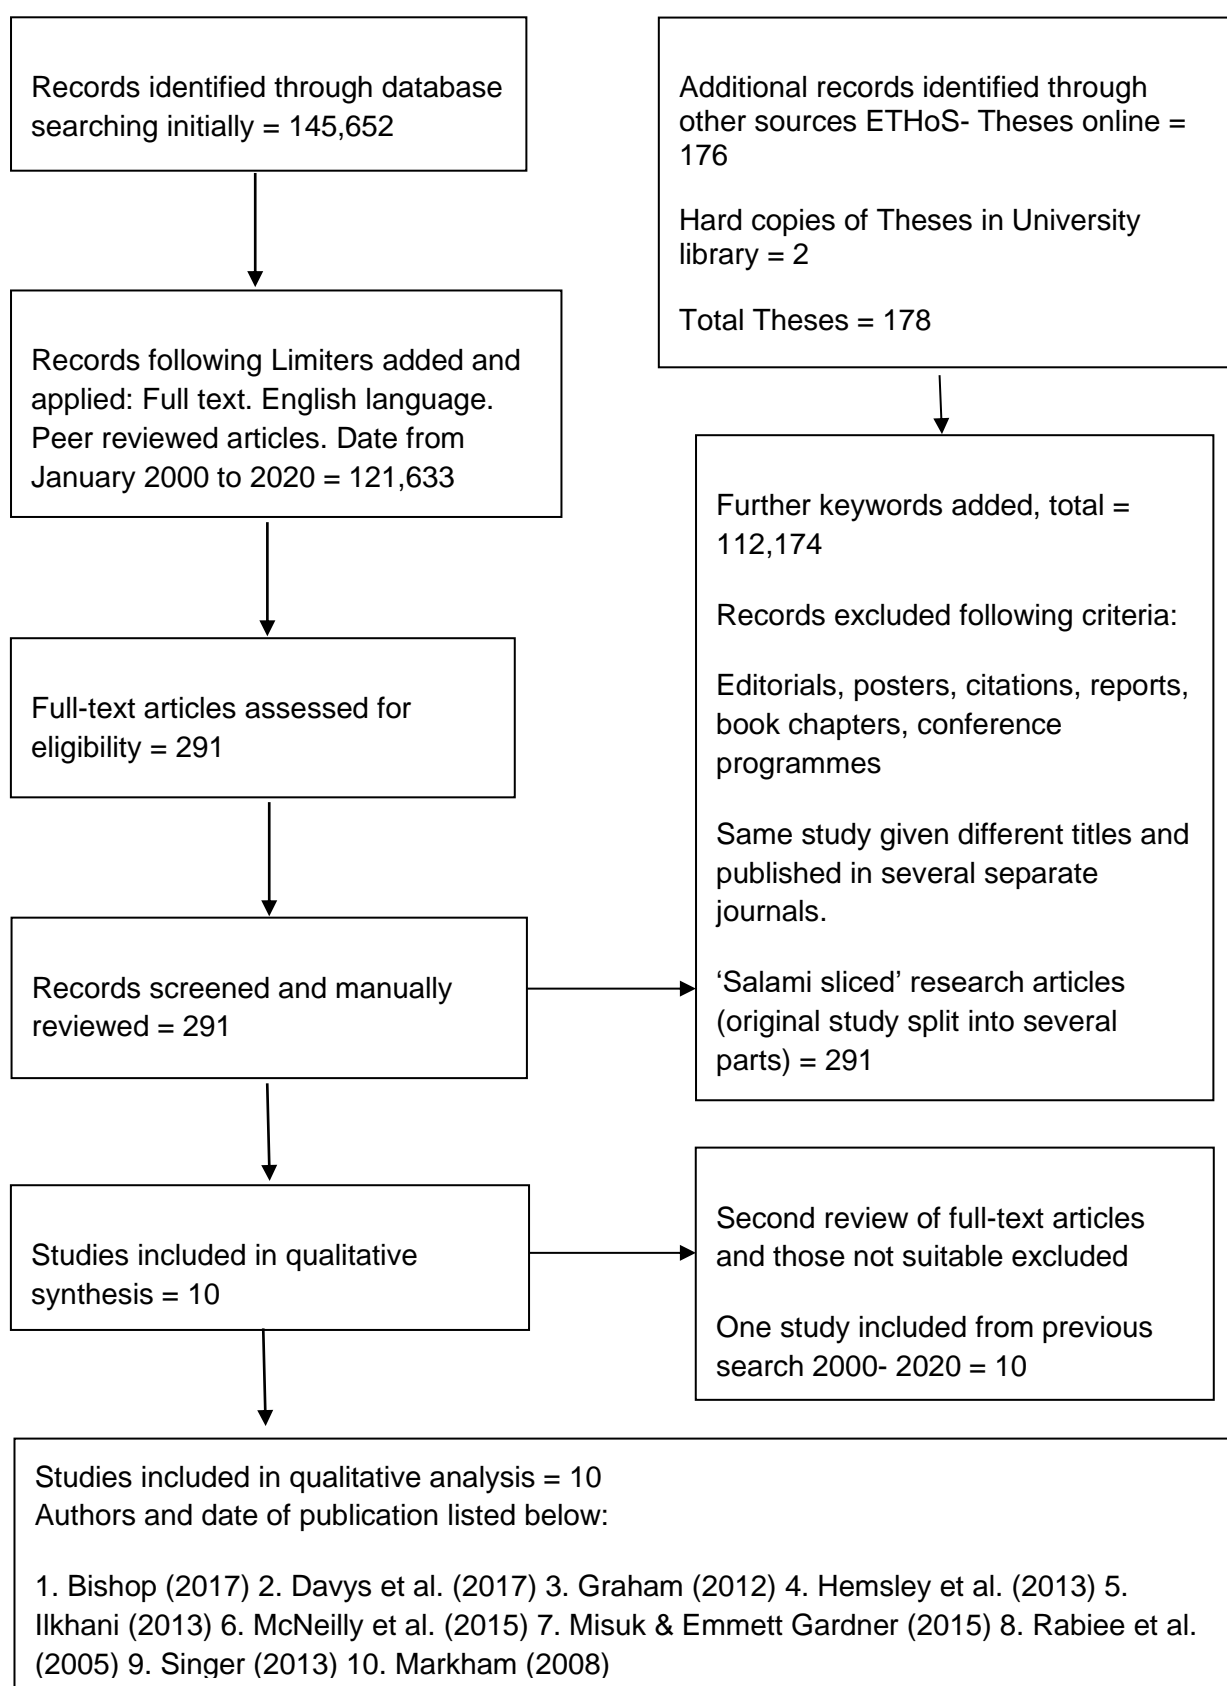 Records identified through database
searching initially = 145,652
Additional records identified through
other sources ETHoS- Theses online =
176
Hard copies of Theses in University
library = 2
Total Theses = 178
Records following Limiters added and
applied: Full text. English language.
Peer reviewed articles. Date from
January 2000 to 2020 = 121,633
Further keywords added, total =
112,174
Records excluded following criteria:
Editorials, posters, citations, reports,
book chapters, conference
programmes
Same study given different titles and
published in several separate
journals.
‘Salami sliced’ research articles
(original study split into several
parts) = 291
Full-text articles assessed for
eligibility = 291
Records screened and manually
reviewed = 291
Studies included in qualitative
synthesis = 10
Second review of full-text articles
and those not suitable excluded
One study included from previous
search 2000- 2020 = 10
Studies included in qualitative analysis = 10
Authors and date of publication listed below:
1. Bishop (2017) 2. Davys et al. (2017) 3. Graham (2012) 4. Hemsley et al. (2013) 5.
Ilkhani (2013) 6. McNeilly et al. (2015) 7. Misuk & Emmett Gardner (2015) 8. Rabiee et al.
(2005) 9. Singer (2013) 10. Markham (2008)